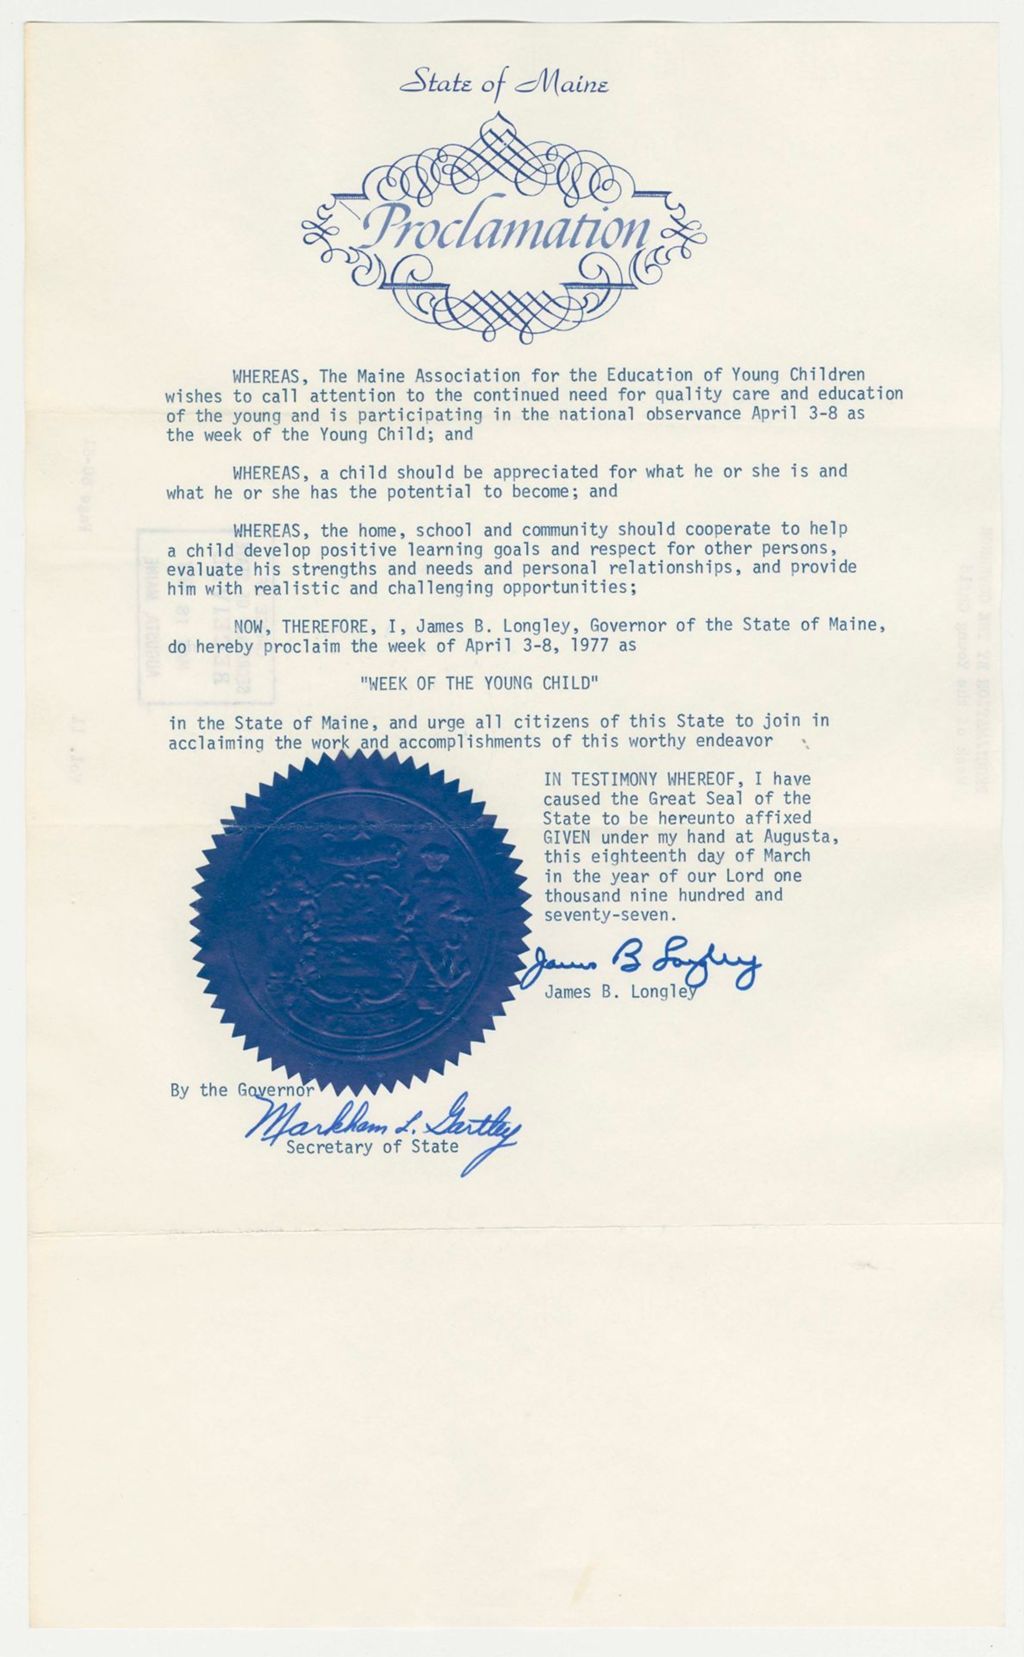 State of Maine
Proclamation
WHEREAS, The Maine Association for the Education of Young Children
wishes to call attention to the continued need for quality care and education
of the young and is participating in the national observance April 3-8 as
the week of the Young Child; and
WHEREAS, a child should be appreciated for what he or she is and
what he or she has the potential to become; and
WHEREAS, the home, school and community should cooperate to help
a child develop positive learning goals and respect for other persons,
evaluate his strengths and needs and personal relationships, and provide
him with realistic and challenging opportunities;
NOW, THEREFORE, I, James B. Longley, Governor of the State of Maine,
do hereby proclaim the week of April 3-8, 1977 as
"WEEK OF THE YOUNG CHILD"
in the State of Maine, and urge all citizens of this State to join in
acclaiming the work and accomplishments of this worthy endeavor
IN TESTIMONY WHEREOF, I have
caused the Great Seal of the
State to be hereunto affixed
GIVEN under my hand at Augusta,
this eighteenth day of March
in the year of our Lord one
thousand nine hundred and
seventy-seven.
James B Longley
James B. Longley
By the Governor
Markham L. Gartley
Secretary of State